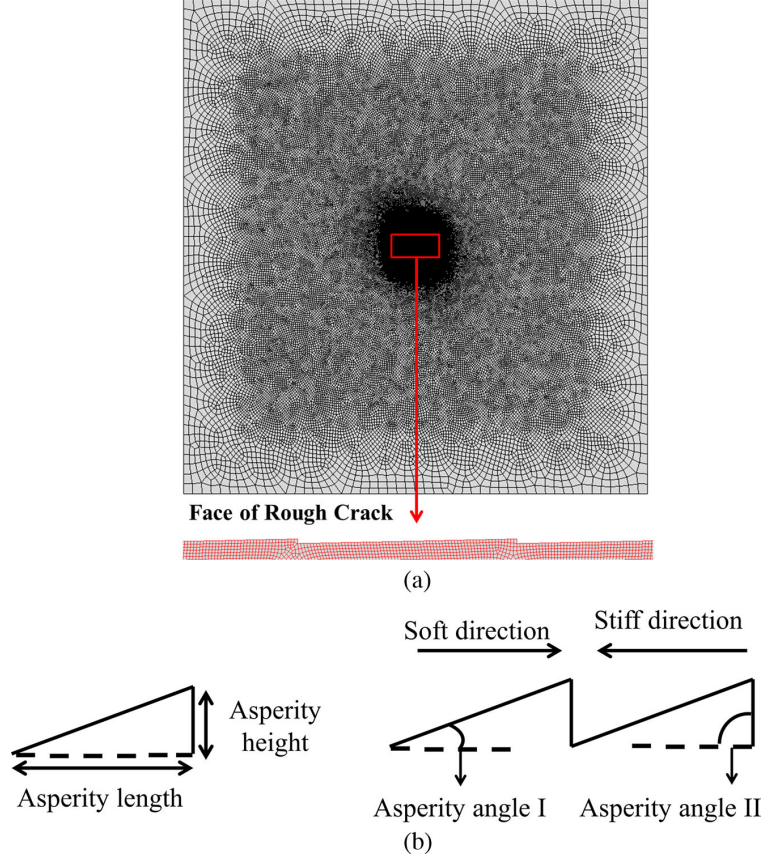 Face of Rough Crack
(a)
Soft direction
Stiff direction
Asperity
height
Asperity length
Asperity angle I
Asperity angle II
(b)